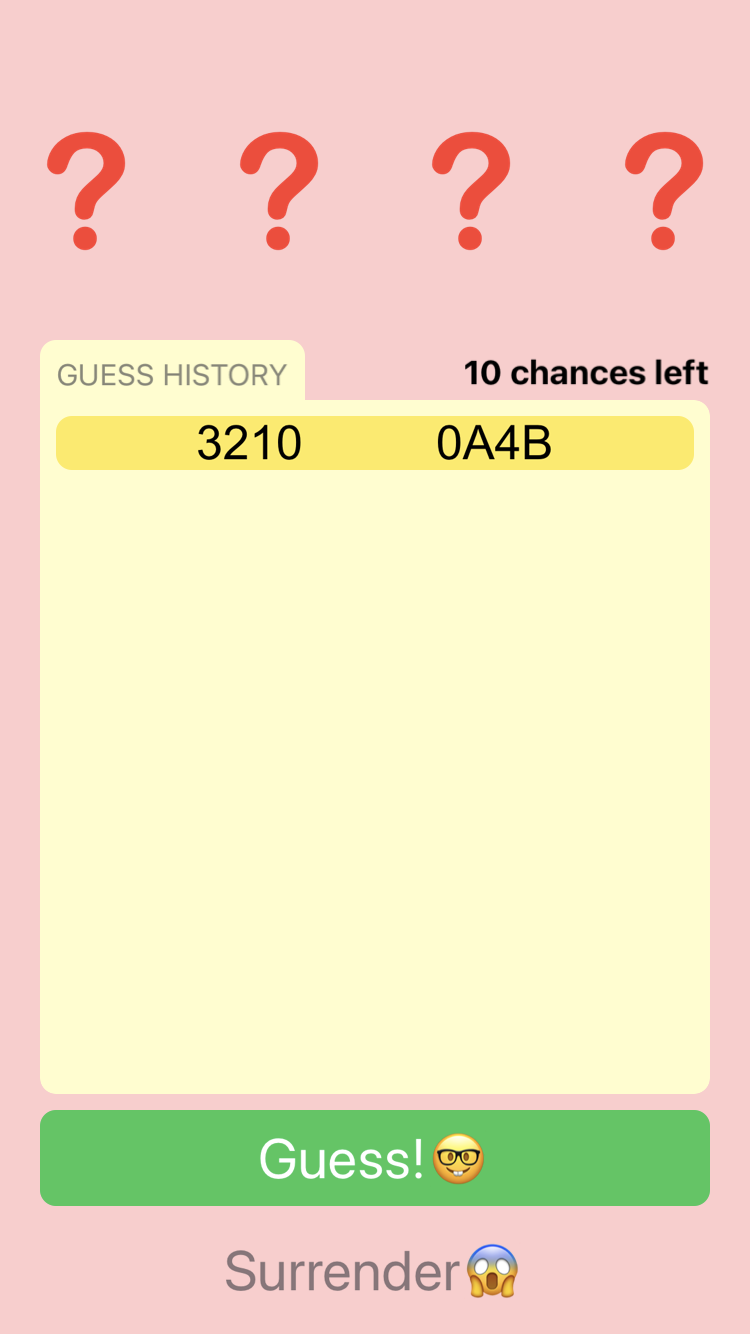 ? ? ? ?
GUESS HISTORY
10 chances left
3210 0A4B
Guess!🤓
Surrender😱